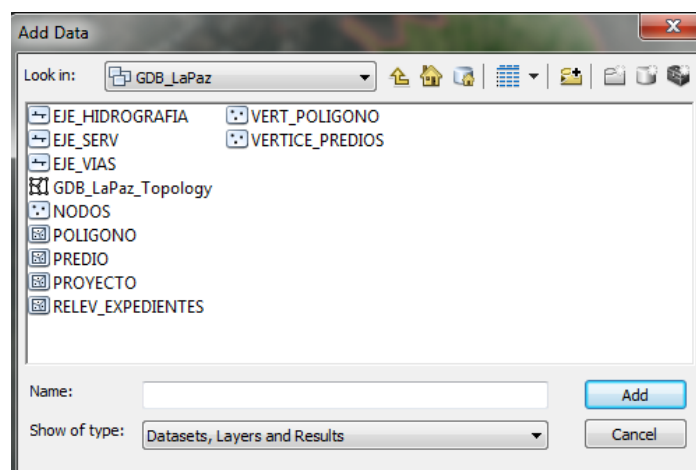 Add Data
Look in: GDB_LaPaz
EJE_HIDROGRAFIA
EJE_SERV
EJE_VIAS
GDB_LaPaz_Topology
NODOS
POLIGONO
PREDIO
PROYECTO
RELEV_EXPEDIENTES
VERT_POLIGONO
VERTICE_PREDIOS
Name:
Add
Show of type: Datasets, Layers and Results
Cancel